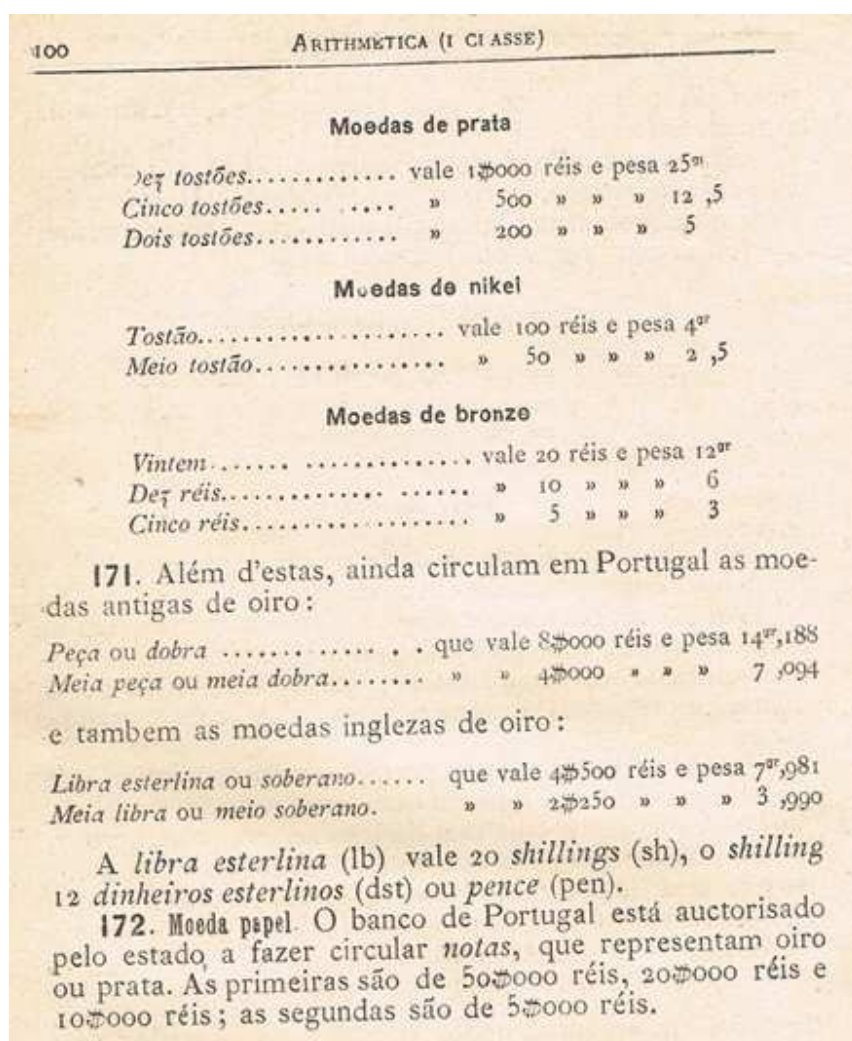 100 ARITHMETICA (I CLASSE)
Moedas de prata
Dez tostões.............. vale 1$000 réis e pesa 25gr
Cinco tostões..... ..... » 500 » » » 12 ,5
Dois tostões............. » 200 » » » 5
Moedas de nikel
Tostão...................... vale 100 réis e pesa 4gr
Meio tostão................. » 50 » » » 2 ,5
Moedas de bronze
Vintem....... .............. vale 20 réis e pesa 12gr
Dez réis.............. ...... » 10 » » » 6
Cinco réis.................... » 5 » » » 3
171. Além d'estas, ainda circulam em Portugal as moe-
das antigas de oiro:
Peça ou dobra ....... ..... . . que vale 8$000 réis e pesa 14gr,188
Meia peça ou meia dobra........ » » 4$000 » » » 7 ,094
e tambem as moedas inglezas de oiro:
Libra esterlina ou soberano...... que vale 4$500 réis e pesa 7gr,981
Meia libra ou meio soberano. » » 2$250 » » » 3 ,990
A libra esterlina (lb) vale 20 shillings (sh), o shilling
12 dinheiros esterlinos (dst) ou pence (pen).
172. Moeda papel. O banco de Portugal está auctorisado
pelo estado a fazer circular notas, que representam oiro
ou prata. As primeiras são de 50$000 réis, 20$000 réis e
10$000 réis; as segundas são de 5$000 réis.